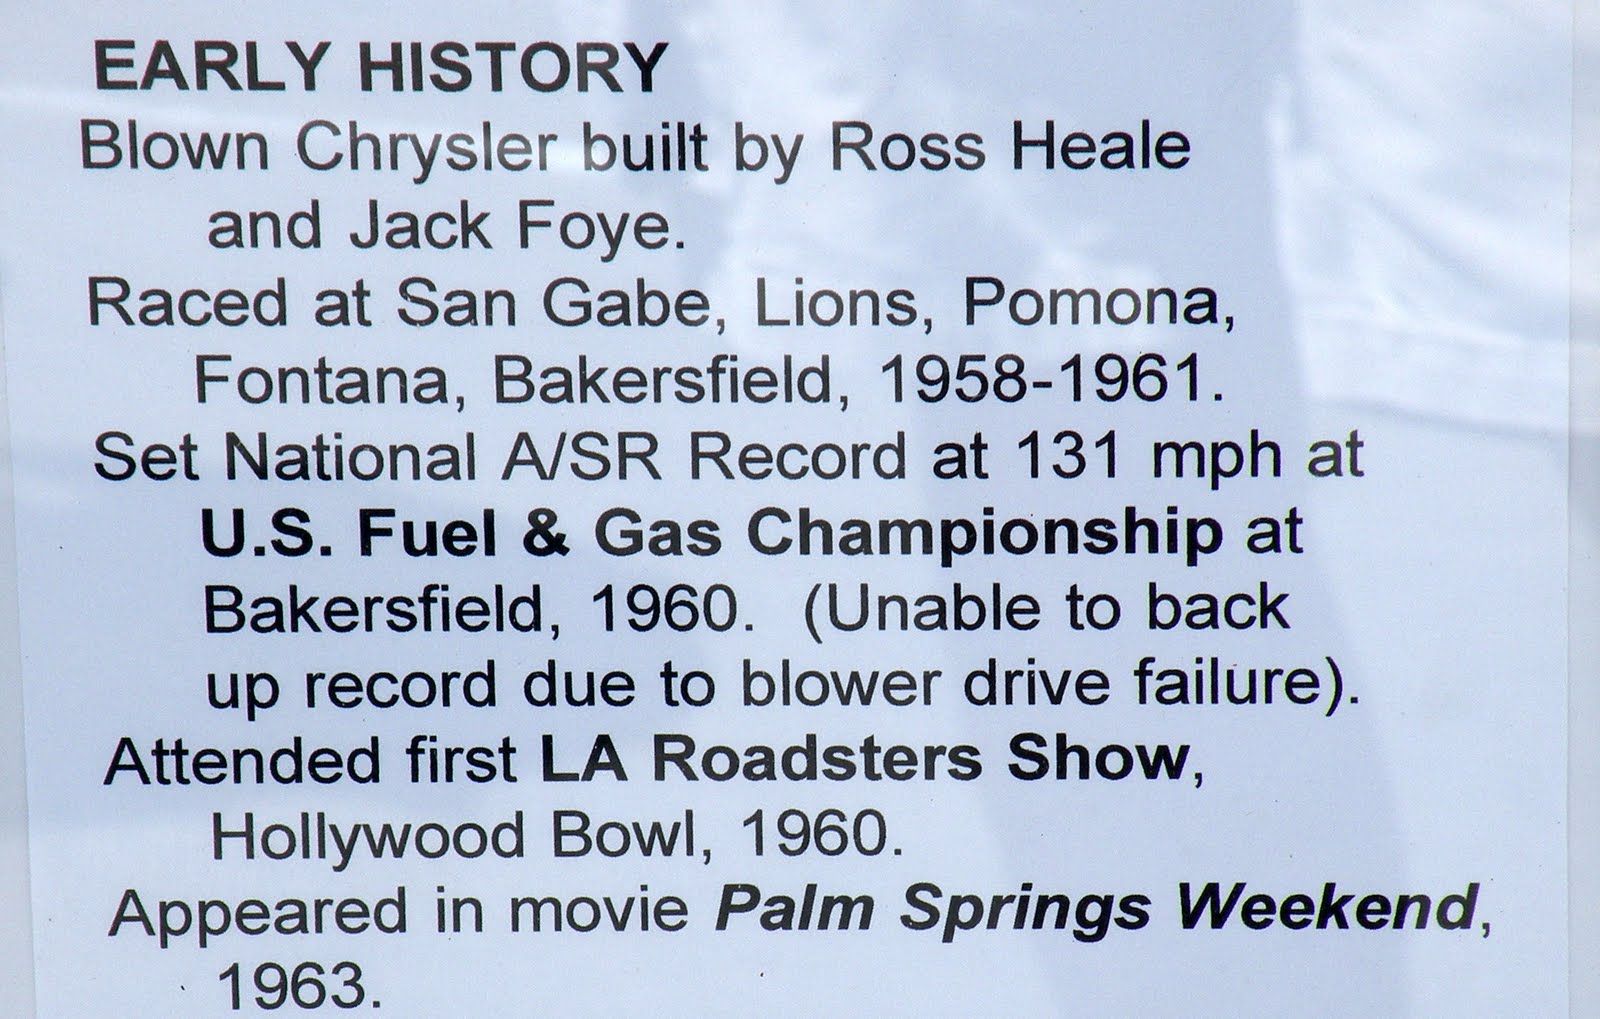 EARLY HISTORY
Blown Chrysler built by Ross Heale
and Jack Foye.
Raced at San Gabe, Lions, Pomona,
Fontana, Bakersfield, 1958-1961.
Set National A/SR Record at 131 mph at
U.S. Fuel & Gas Championship at
Bakersfield, 1960.  (Unable to back
up record due to blower drive failure).
Attended first LA Roadsters Show,
Hollywood Bowl, 1960.
Appeared in movie Palm Springs Weekend,
1963.